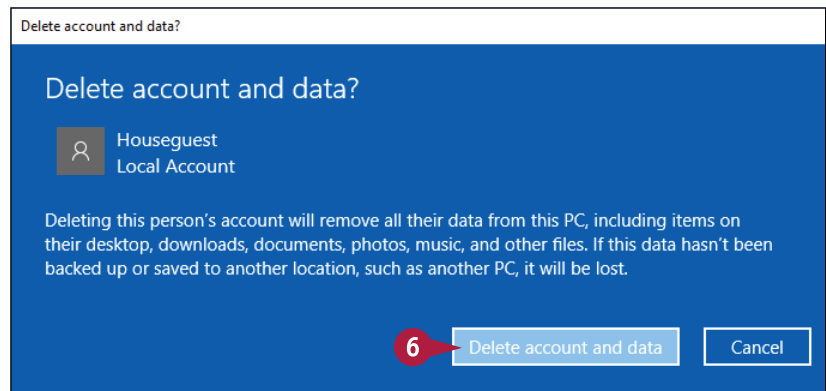 Delete account and data?
Delete account and data?
Houseguest
Local Account
Deleting this person's account will remove all their data from this PC, including items on
their desktop, downloads, documents, photos, music, and other files. If this data hasn't been
backed up or saved to another location, such as another PC, it will be lost.
6 Delete account and data Cancel